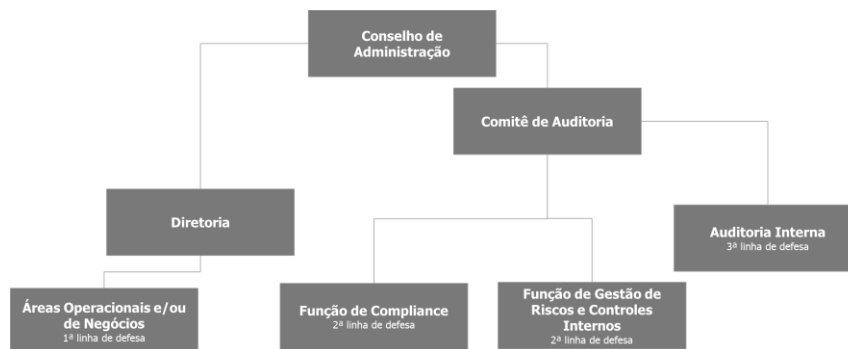 Conselho de
Administração
Comitê de Auditoria
Diretoria
Auditoria Interna
3ª linha de defesa
Áreas Operacionais e/ou
de Negócios
1ª linha de defesa
Função de Compliance
2ª linha de defesa
Função de Gestão de
Riscos e Controles
Internos
2ª linha de defesa